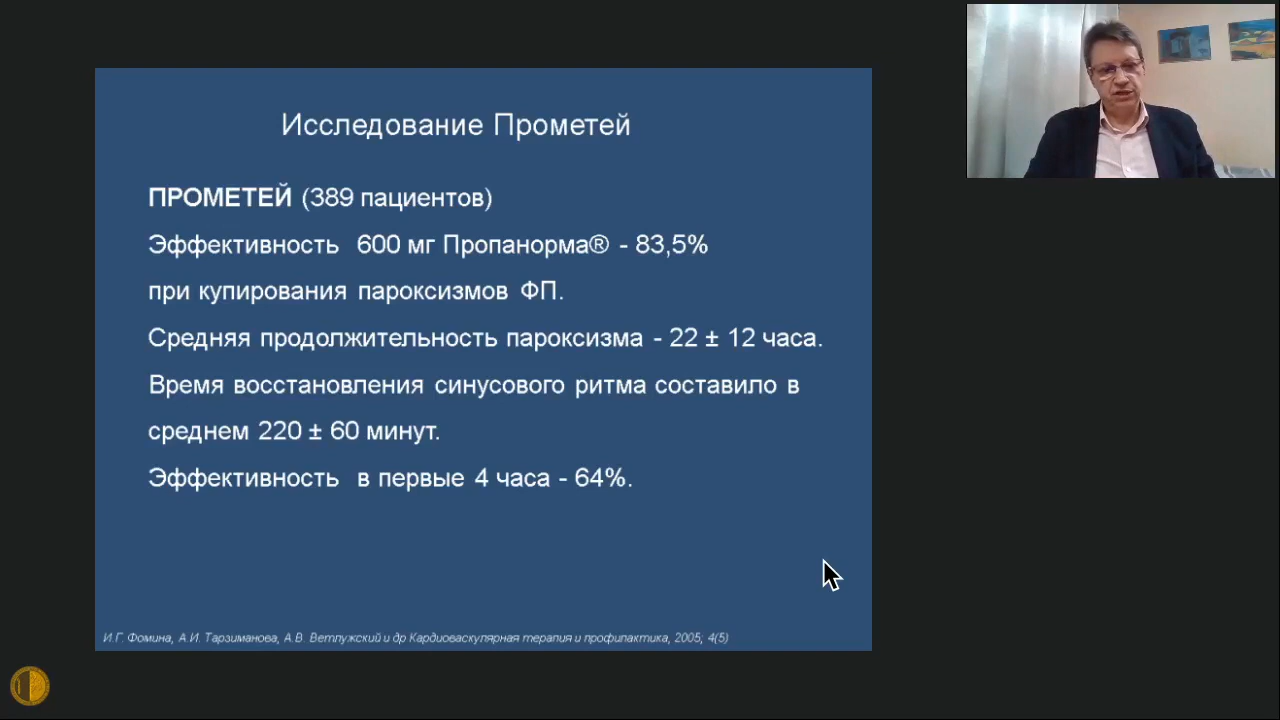 Исследование Прометей
ПРОМЕТЕЙ (389 пациентов)
Эффективность 600 мг Пропанорма® - 83,5%
при купирования пароксизмов ФП.
Средняя продолжительность пароксизма - 22 ± 12 часа.
Время восстановления синусового ритма составило в
среднем 220 ± 60 минут.
Эффективность в первые 4 часа - 64%.
И.Г. Фомина, А.И. Тарзиманова, А.В. Ветлужский и др Кардиоваскулярная терапия и профилактика, 2005; 4(5)